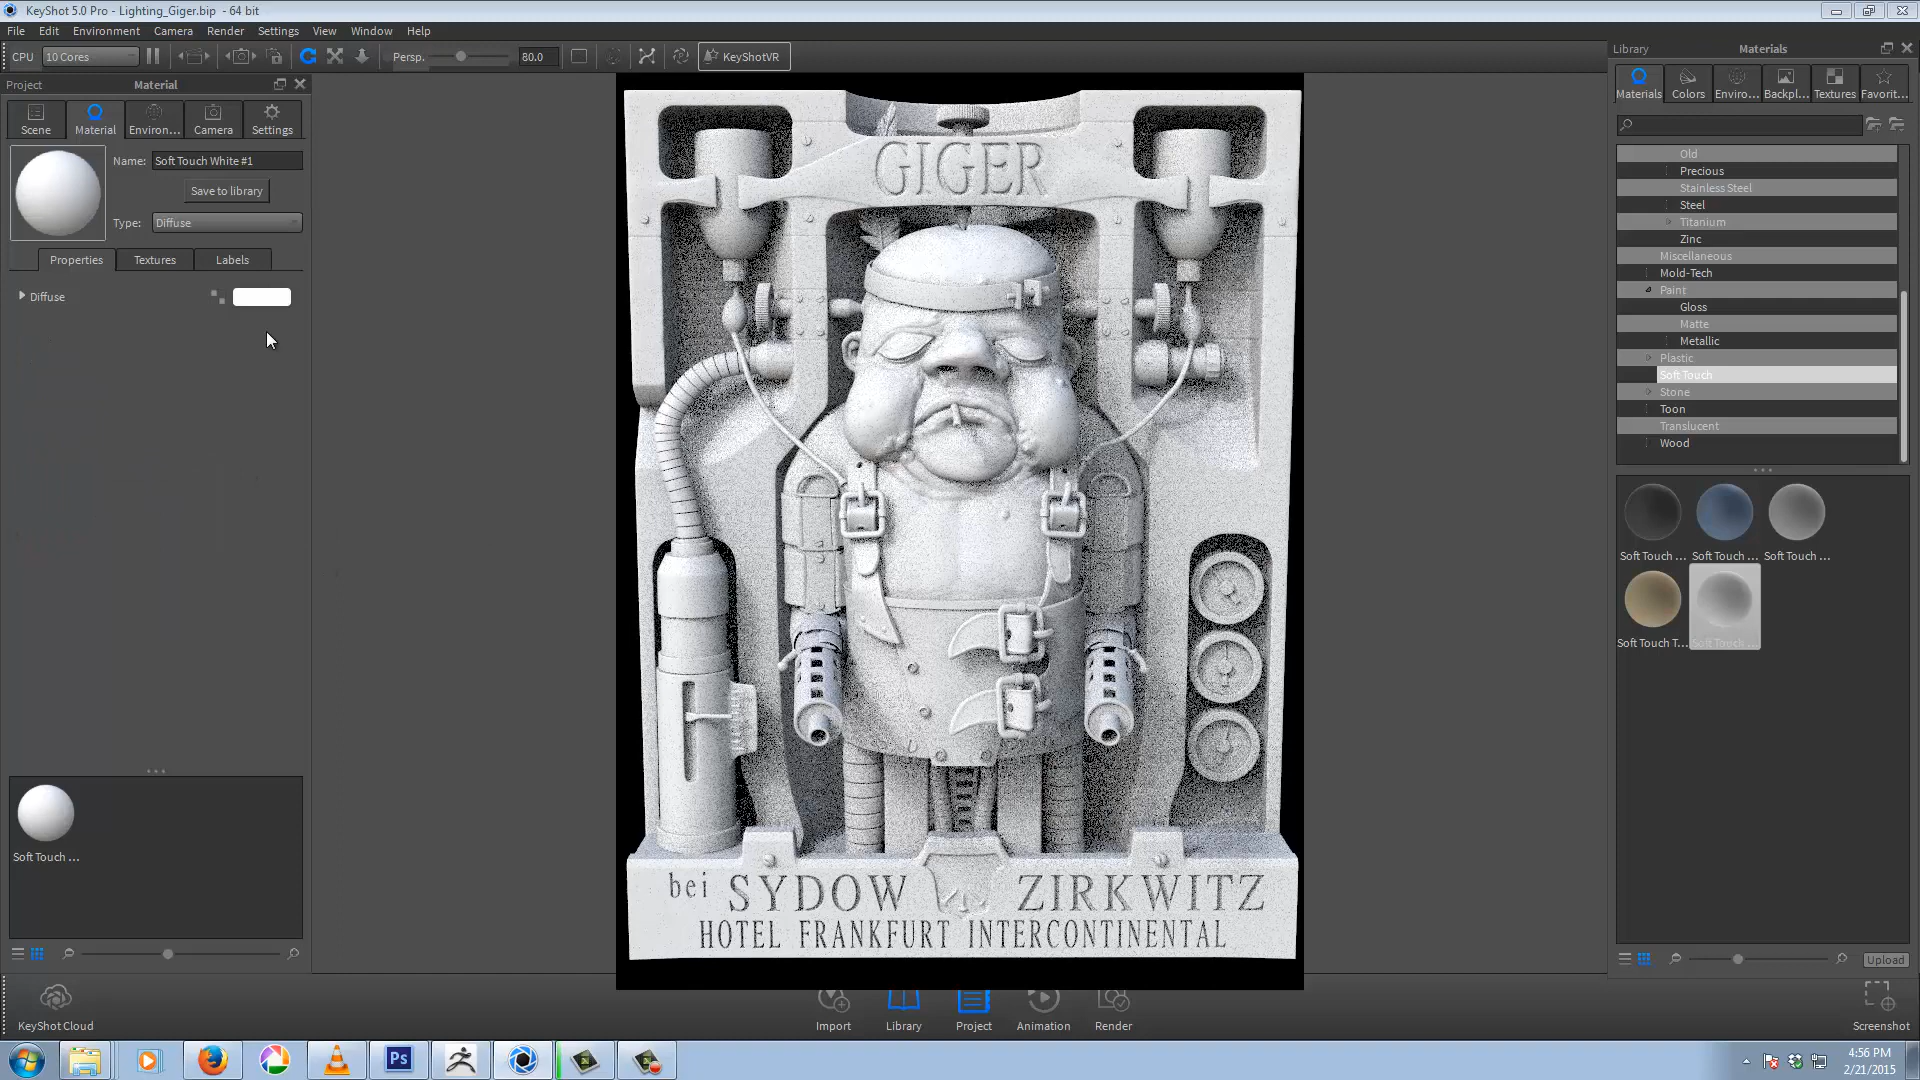 KeyShot 5.0 Pro - Lighting_Giger.bip - 64 bit
File Edit Environment Camera Render Settings View Window Help
CPU 10 Cores Persp. 80.0 KeyShotVR
Project Material
Scene Material Environ... Camera Settings
Name: Soft Touch White #1
Save to library
Type: Diffuse
Properties Textures Labels
Diffuse
Soft Touch ...
GIGER
bei SYDOW ZIRKWITZ
HOTEL FRANKFURT INTERCONTINENTAL
Library Materials
Materials Colors Enviro... Backpl... Textures Favorit...
Old
Precious
Stainless Steel
Steel
Titanium
Zinc
Miscellaneous
Mold-Tech
Paint
Gloss
Matte
Metallic
Plastic
Soft Touch
Stone
Toon
Translucent
Wood
Soft Touch ... Soft Touch ... Soft Touch ...
Soft Touch T... Soft Touch ...
Upload
KeyShot Cloud Import Library Project Animation Render Screenshot
Ps
4:56 PM
2/21/2015